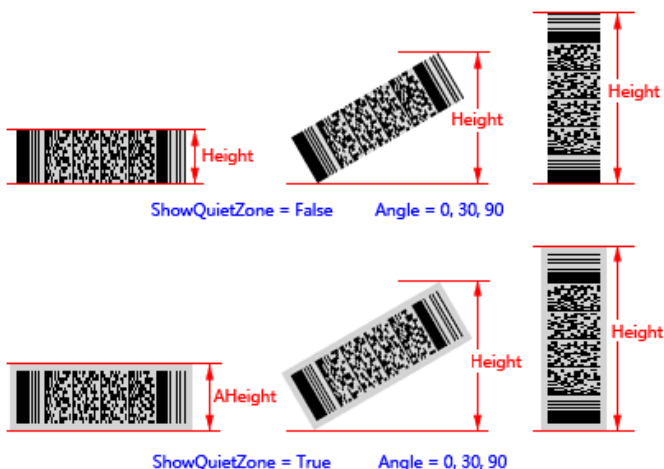 Height
Height
Height
ShowQuietZone = False Angle = 0, 30, 90
AHeight
Height
Height
ShowQuietZone = True Angle = 0, 30, 90